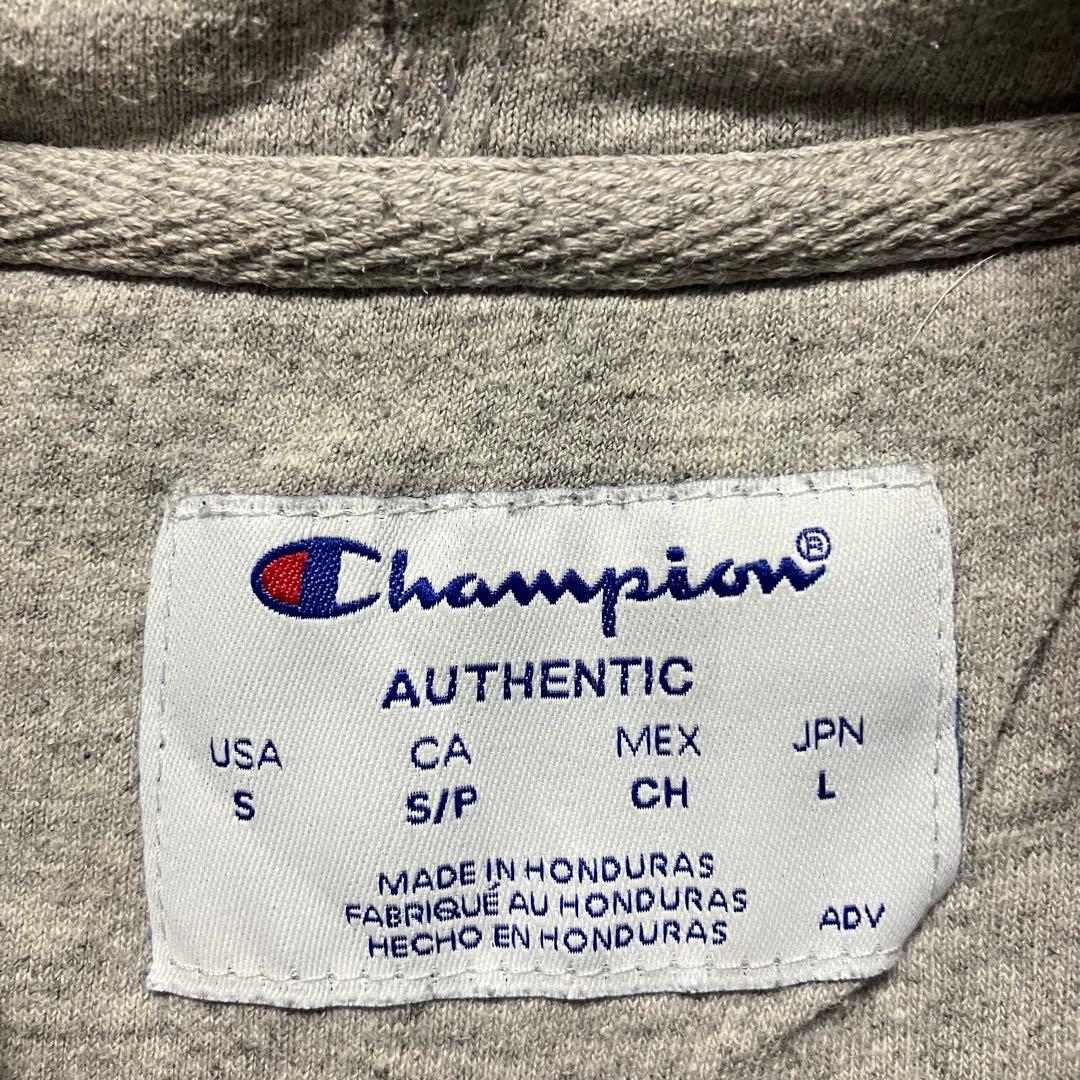 Champion®
AUTHENTIC
USA CA MEX JPN
S S/P CH L
MADE IN HONDURAS
FABRIQUÉ AU HONDURAS
HECHO EN HONDURAS
ADV